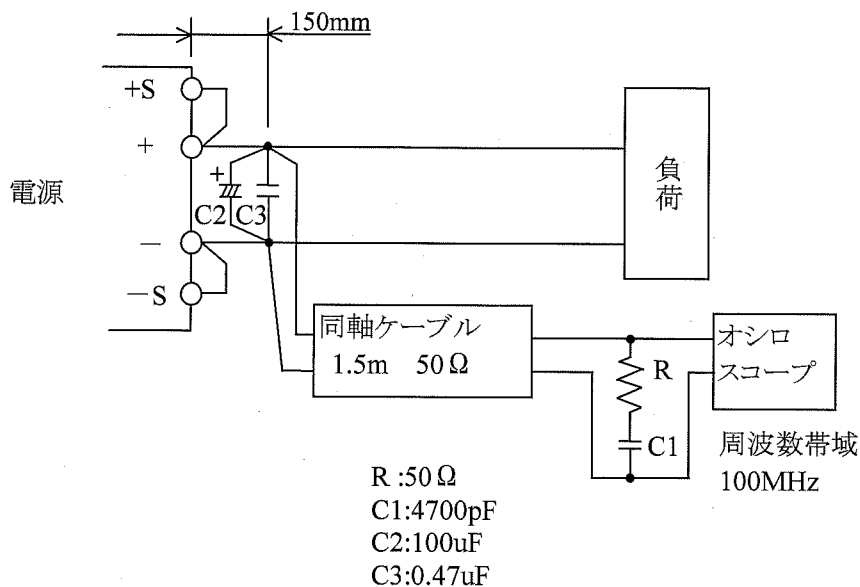 150mm
+S
+
電源
−
−S
+
C2
C3
負荷
同軸ケーブル
1.5m 50Ω
R
C1
オシロ
スコープ
周波数帯域
100MHz
R :50Ω
C1:4700pF
C2:100uF
C3:0.47uF